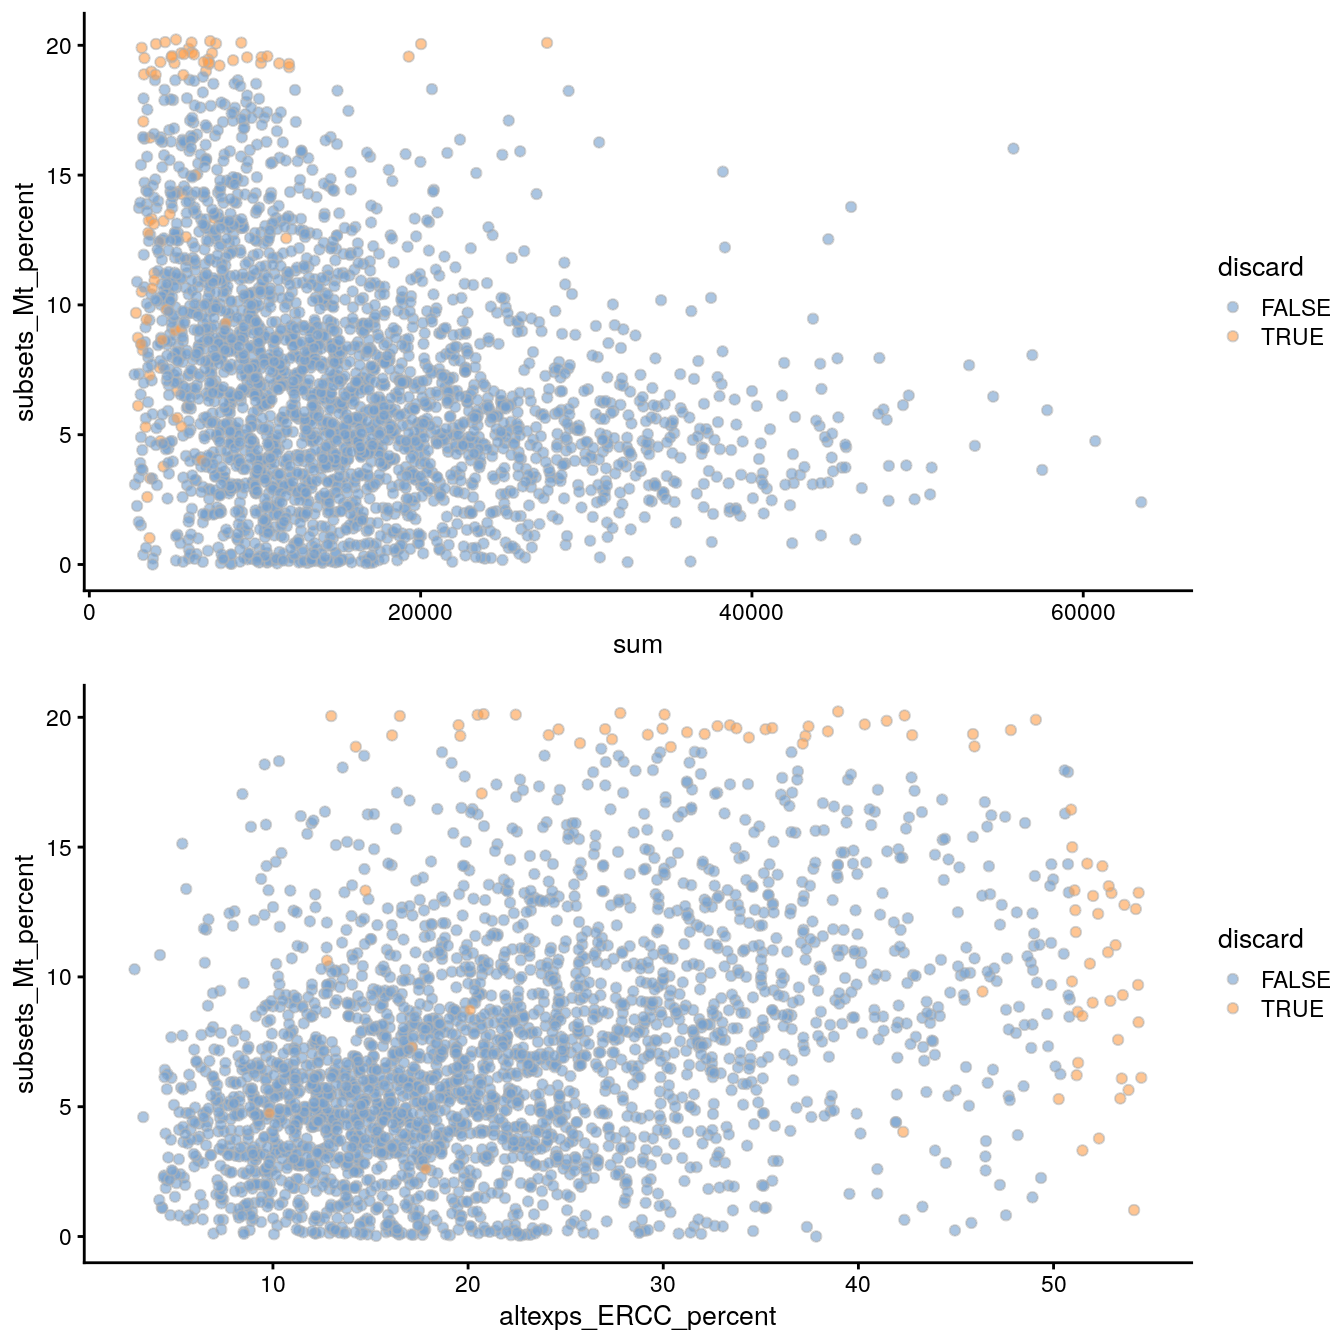 20
15
10
5
0
subsets_Mt_percent
0 20000 40000 60000
sum
discard
FALSE
TRUE
20
15
10
5
0
subsets_Mt_percent
10 20 30 40 50
altexps_ERCC_percent
discard
FALSE
TRUE